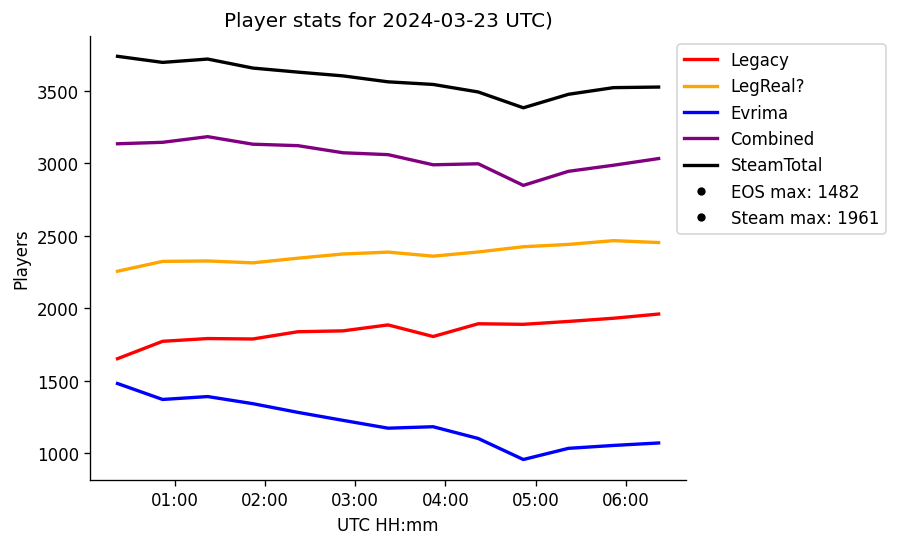 Player stats for 2024-03-23 UTC)
Legacy
LegReal?
Evrima
Combined
SteamTotal
EOS max: 1482
Steam max: 1961
Players
3500
3000
2500
2000
1500
1000
01:00 02:00 03:00 04:00 05:00 06:00
UTC HH:mm